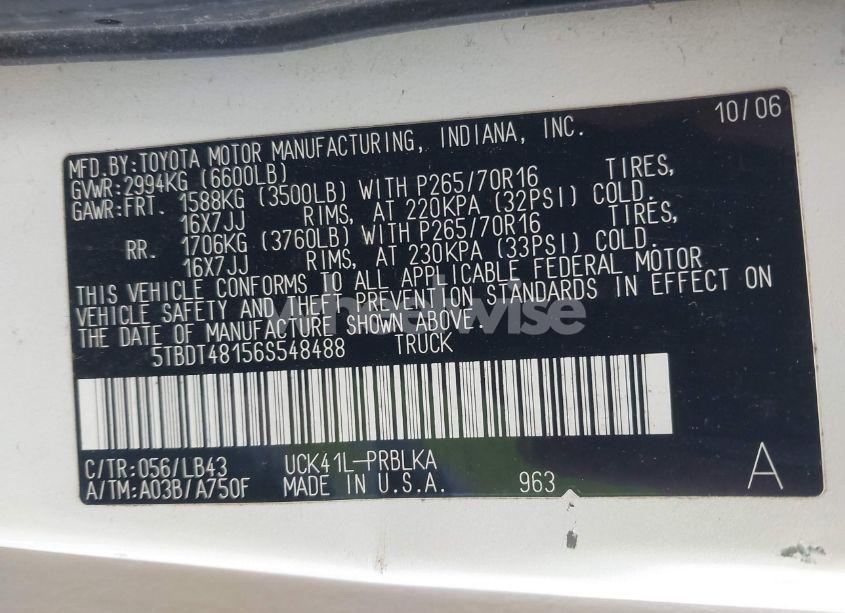 10/06
MFD.BY:TOYOTA MOTOR MANUFACTURING, INDIANA, INC.
GVWR:2994KG (6600LB)
GAWR:FRT. 1588KG (3500LB) WITH P265/70R16 TIRES,
16X7JJ RIMS, AT 220KPA (32PSI) COLD.
RR. 1706KG (3760LB) WITH P265/70R16 TIRES,
16X7JJ RIMS, AT 230KPA (33PSI) COLD.
THIS VEHICLE CONFORMS TO ALL APPLICABLE FEDERAL MOTOR
VEHICLE SAFETY AND THEFT PREVENTION STANDARDS IN EFFECT ON
THE DATE OF MANUFACTURE SHOWN ABOVE.
5TBDT48156S548488 TRUCK
C/TR:056/LB43 UCK41L-PRBLKA
A/TM:A03B/A750F MADE IN U.S.A. 963
A
wheelwise